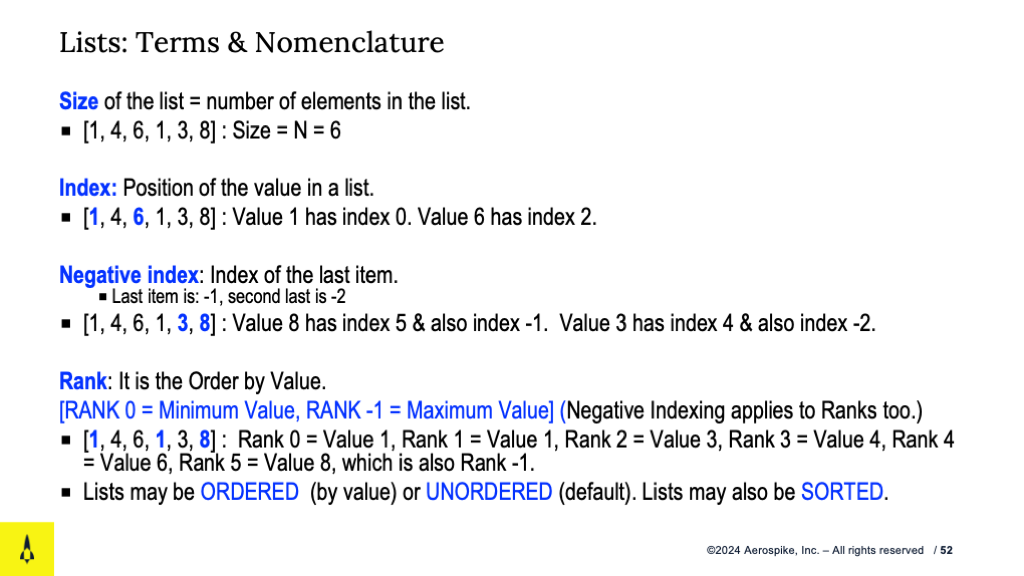 Lists: Terms & Nomenclature
Size of the list = number of elements in the list.
▪ [1, 4, 6, 1, 3, 8] : Size = N = 6
Index: Position of the value in a list.
▪ [1, 4, 6, 1, 3, 8] : Value 1 has index 0. Value 6 has index 2.
Negative index: Index of the last item.
▪ Last item is: -1, second last is -2
▪ [1, 4, 6, 1, 3, 8] : Value 8 has index 5 & also index -1.  Value 3 has index 4 & also index -2.
Rank: It is the Order by Value.
[RANK 0 = Minimum Value, RANK -1 = Maximum Value] (Negative Indexing applies to Ranks too.)
▪ [1, 4, 6, 1, 3, 8] :  Rank 0 = Value 1, Rank 1 = Value 1, Rank 2 = Value 3, Rank 3 = Value 4, Rank 4
= Value 6, Rank 5 = Value 8, which is also Rank -1.
▪ Lists may be ORDERED  (by value) or UNORDERED (default). Lists may also be SORTED.
©2024 Aerospike, Inc. – All rights reserved / 52